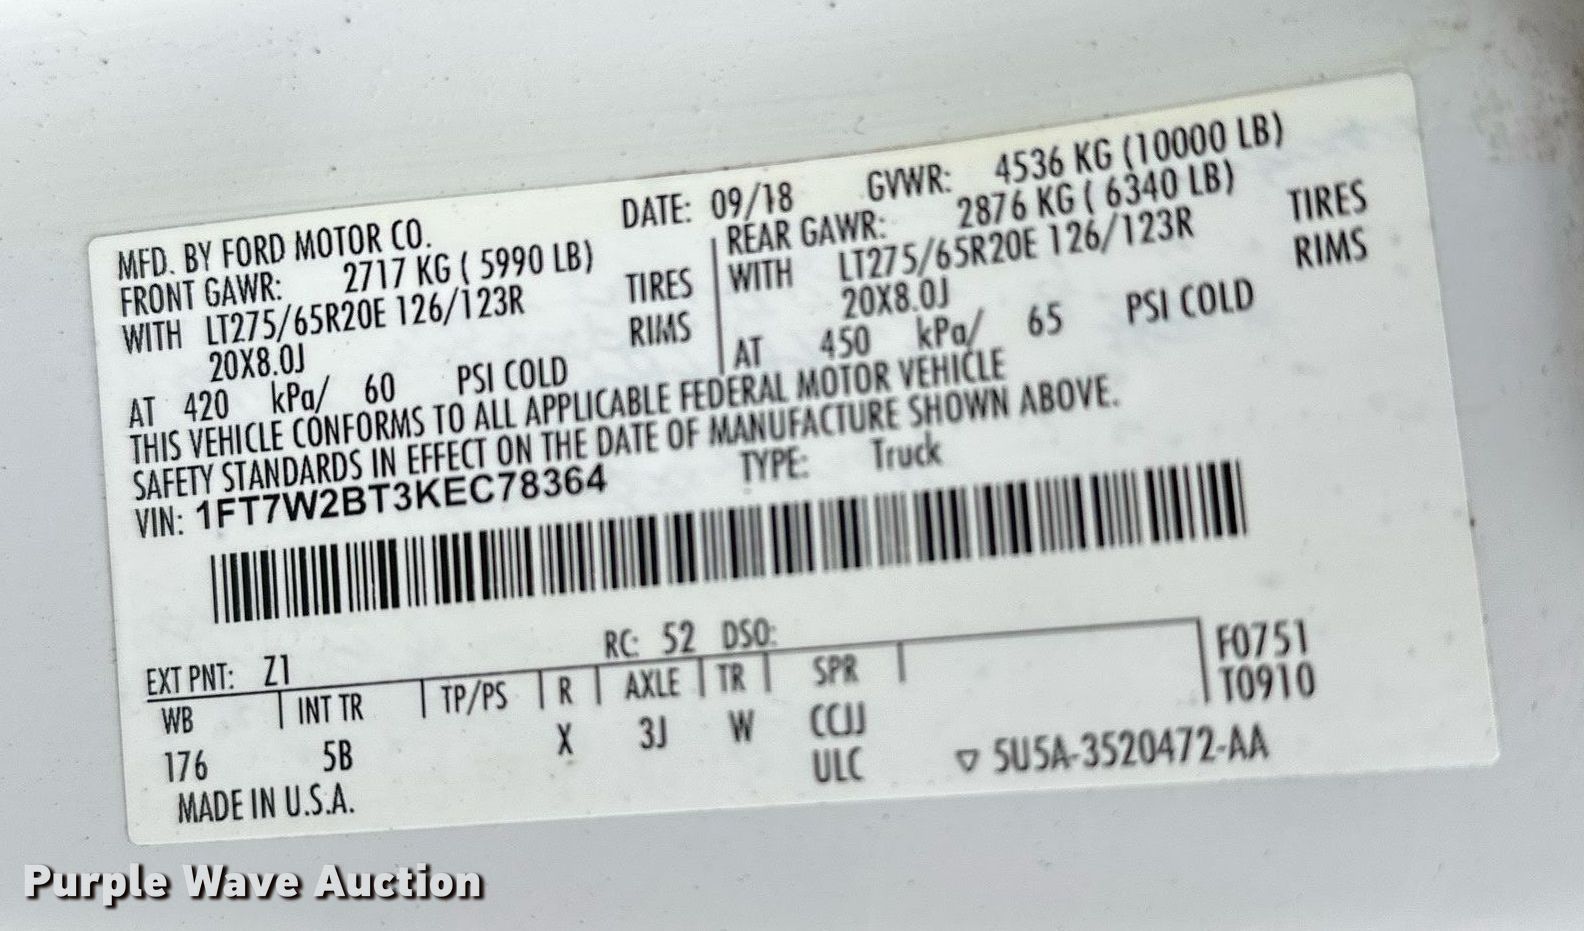 MFD. BY FORD MOTOR CO. DATE: 09/18 GVWR: 4536 KG (10000 LB)
FRONT GAWR: 2717 KG ( 5990 LB) REAR GAWR: 2876 KG ( 6340 LB)
WITH LT275/65R20E 126/123R TIRES WITH LT275/65R20E 126/123R TIRES
20X8.0J RIMS 20X8.0J RIMS
AT 420 kPa/ 60 PSI COLD AT 450 kPa/ 65 PSI COLD
THIS VEHICLE CONFORMS TO ALL APPLICABLE FEDERAL MOTOR VEHICLE
SAFETY STANDARDS IN EFFECT ON THE DATE OF MANUFACTURE SHOWN ABOVE.
VIN: 1FT7W2BT3KEC78364 TYPE: Truck
EXT PNT: Z1 RC: 52 DSO: F0751
WB INT TR TP/PS R AXLE TR SPR T0910
176 5B X 3J W CCJJ
ULC ▽ 5U5A-3520472-AA
MADE IN U.S.A.
Purple Wave Auction